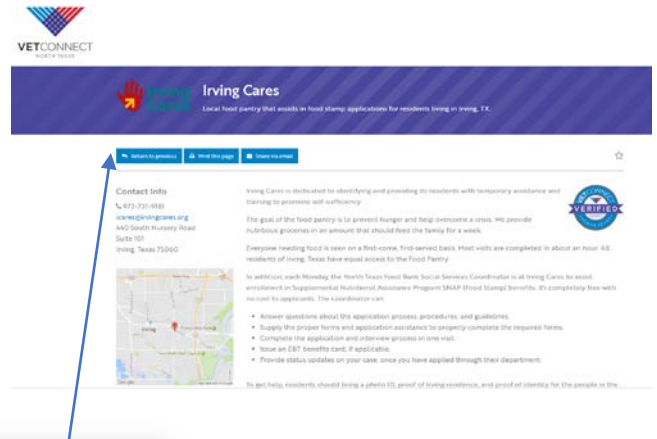 VETCONNECT
NORTH TEXAS
Irving Cares
Irving Cares
Local food pantry that assists in food stamp applications for residents living in Irving, TX.
Return to previous
Print this page
Share via email
Contact Info
icares@irvingcares.org
440 South Nursery Road
Suite 101
Irving, Texas 75060
Irving Cares is dedicated to identifying and providing its residents with temporary assistance and
training to promote self sufficiency.
The goal of the food pantry is to prevent hunger and help overcome a crisis. We provide
nutritious groceries in an amount that should feed the family for a week.
Everyone needing food is seen on a first-come, first-served basis. Most visits are completed in about an hour. All
residents of Irving, Texas have equal access to the Food Pantry
In addition, each Monday, the North Texas Food Bank Social Services Coordinator is at Irving Cares to assist
enrollment in Supplemental Nutritional Assistance Program SNAP (Food Stamp) benefits. It's completely free with
no cost to applicants. The coordinator can:
Answer questions about the application process, procedures, and guidelines.
Supply the proper forms and application assistance to properly complete the required forms.
Complete the application and interview process in one visit.
Issue an EBT benefits card, if applicable.
Provide status updates on your case, once you have applied through their department.
To get help, residents should bring a photo ID, proof of Irving residence, and proof of identity for the people in the
VETCONNECT
VERIFIED
Irving
Google